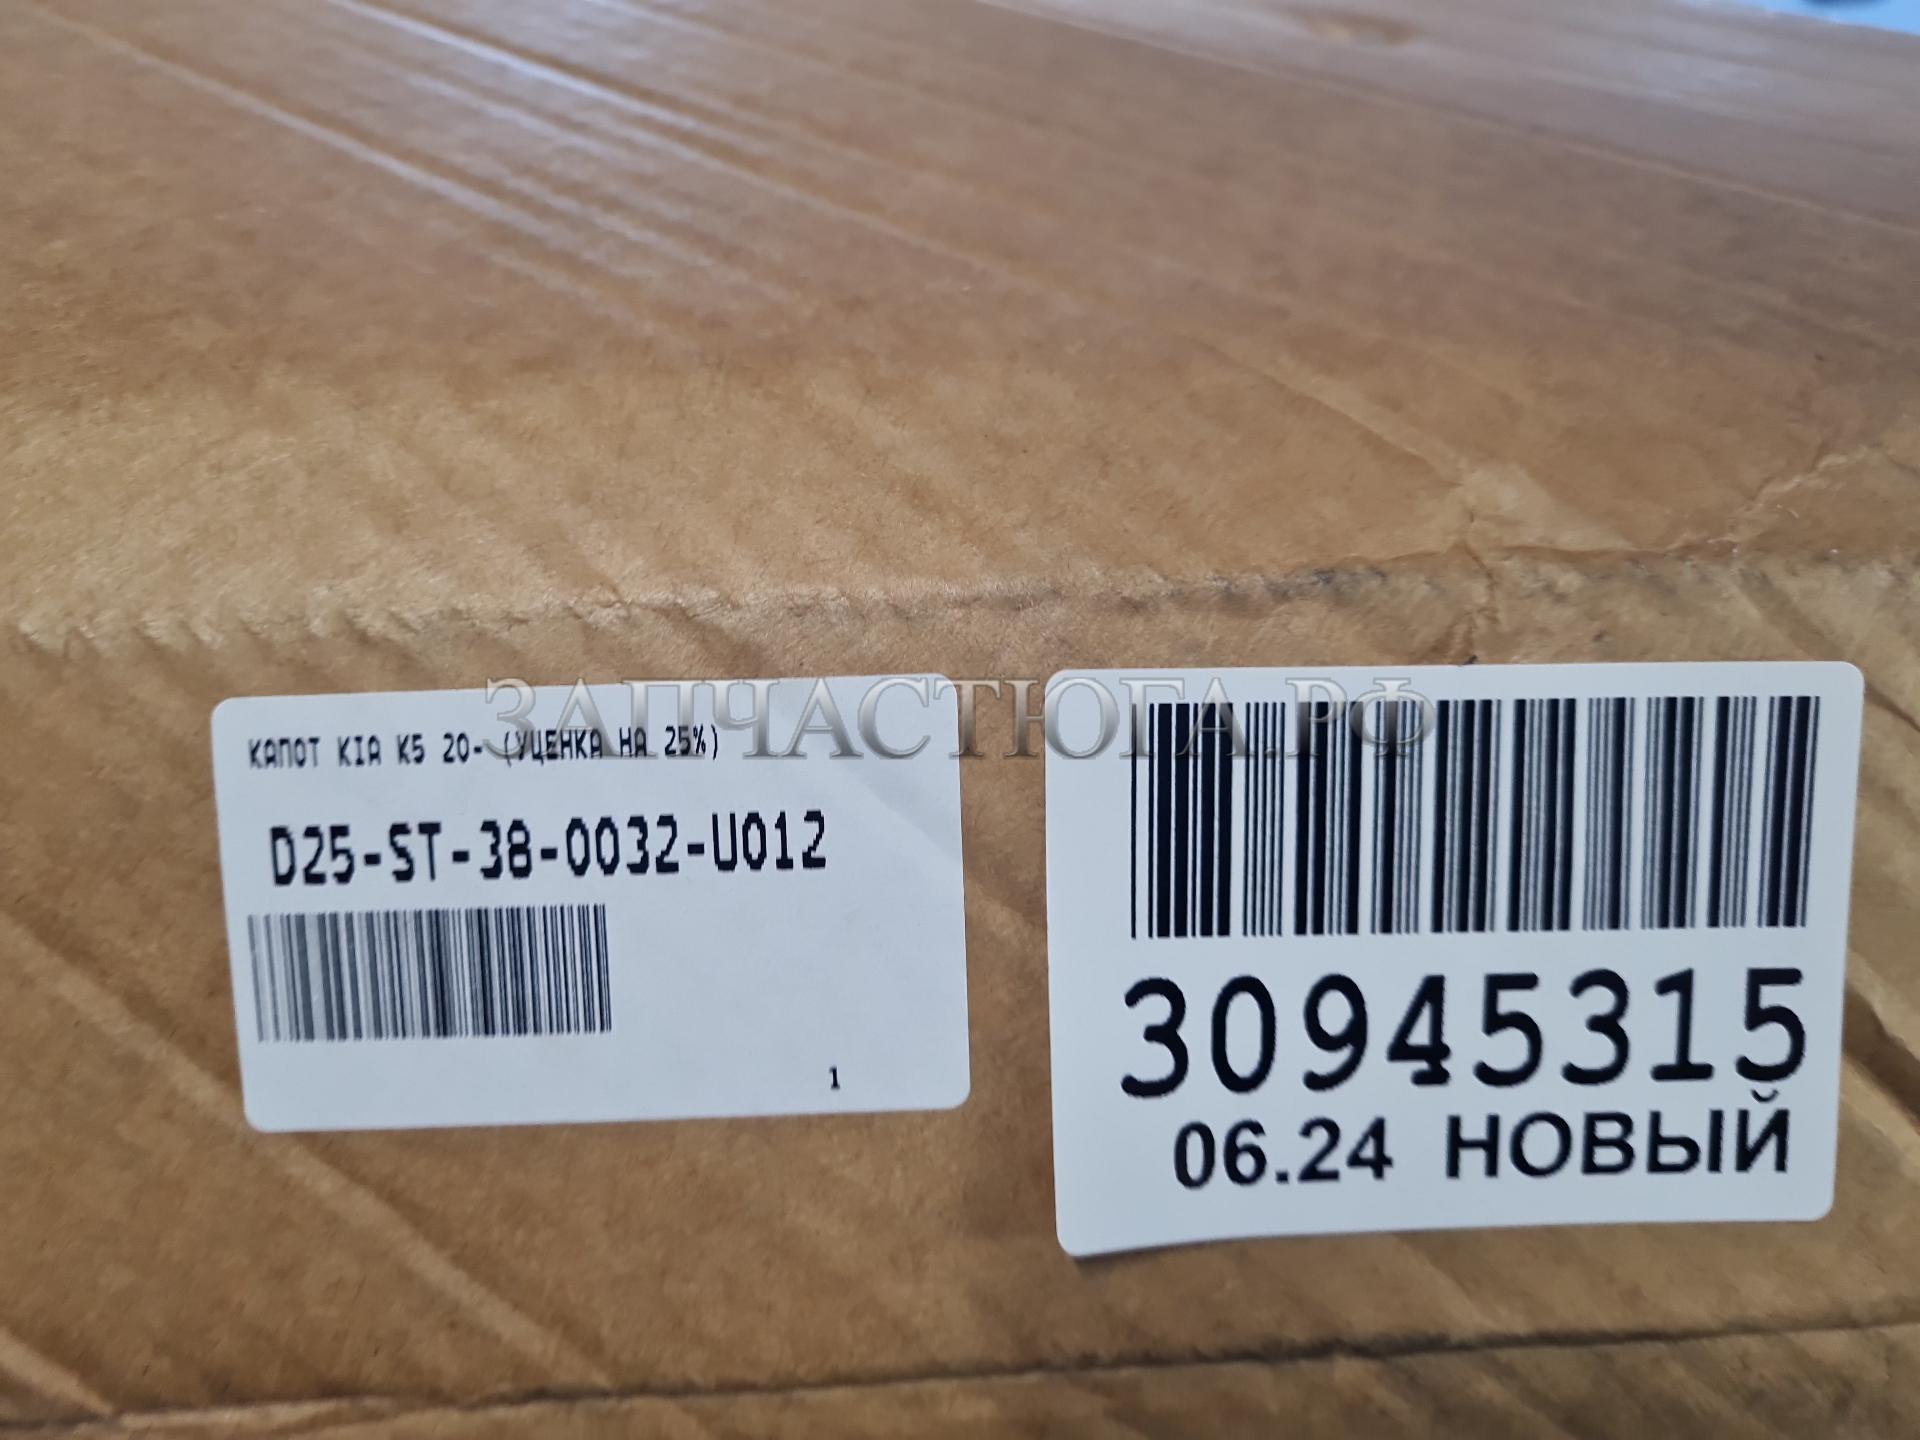 ЗАПЧАСТЮГА.РФ
КАПОТ KIA K5 20- (УЦЕНКА НА 25%)
D25-ST-38-0032-U012
1
30945315
06.24 НОВЫЙ